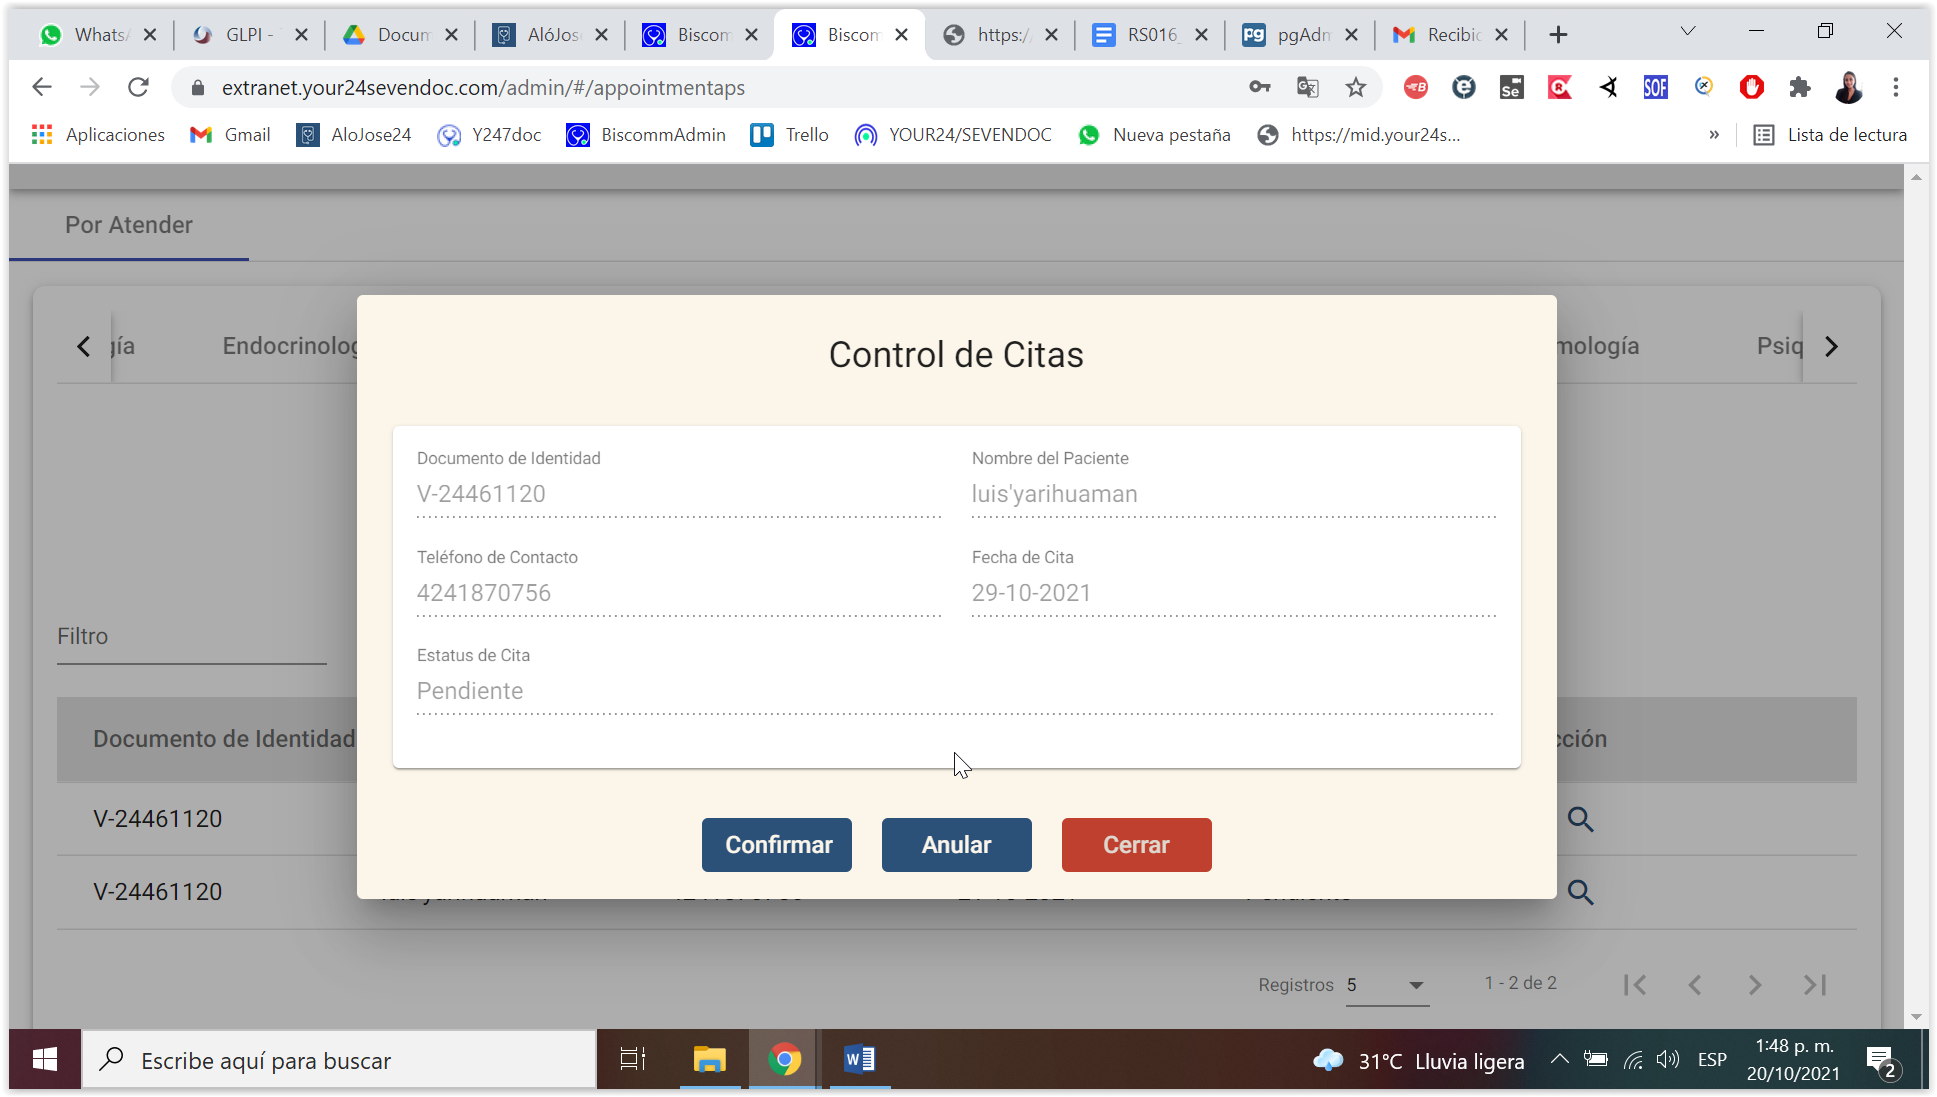 Whats
GLPI -
Docum
AlóJos
Biscom
Biscom
https:/
RS016_
pgAdm
Recibid
extranet.your24sevendoc.com/admin/#/appointmentaps
Aplicaciones
Gmail
AloJose24
Y247doc
BiscommAdmin
Trello
YOUR24/SEVENDOC
Nueva pestaña
https://mid.your24s...
»
Lista de lectura
Por Atender
gía
Endocrinolog
mología
Psiq
Control de Citas
Documento de Identidad
Nombre del Paciente
V-24461120
luis'yarihuaman
Teléfono de Contacto
Fecha de Cita
4241870756
29-10-2021
Estatus de Cita
Pendiente
Filtro
Documento de Identidad
cción
V-24461120
Confirmar
Anular
Cerrar
V-24461120
Registros 5
1 - 2 de 2
Escribe aquí para buscar
31°C Lluvia ligera
ESP
1:48 p. m.
20/10/2021
2